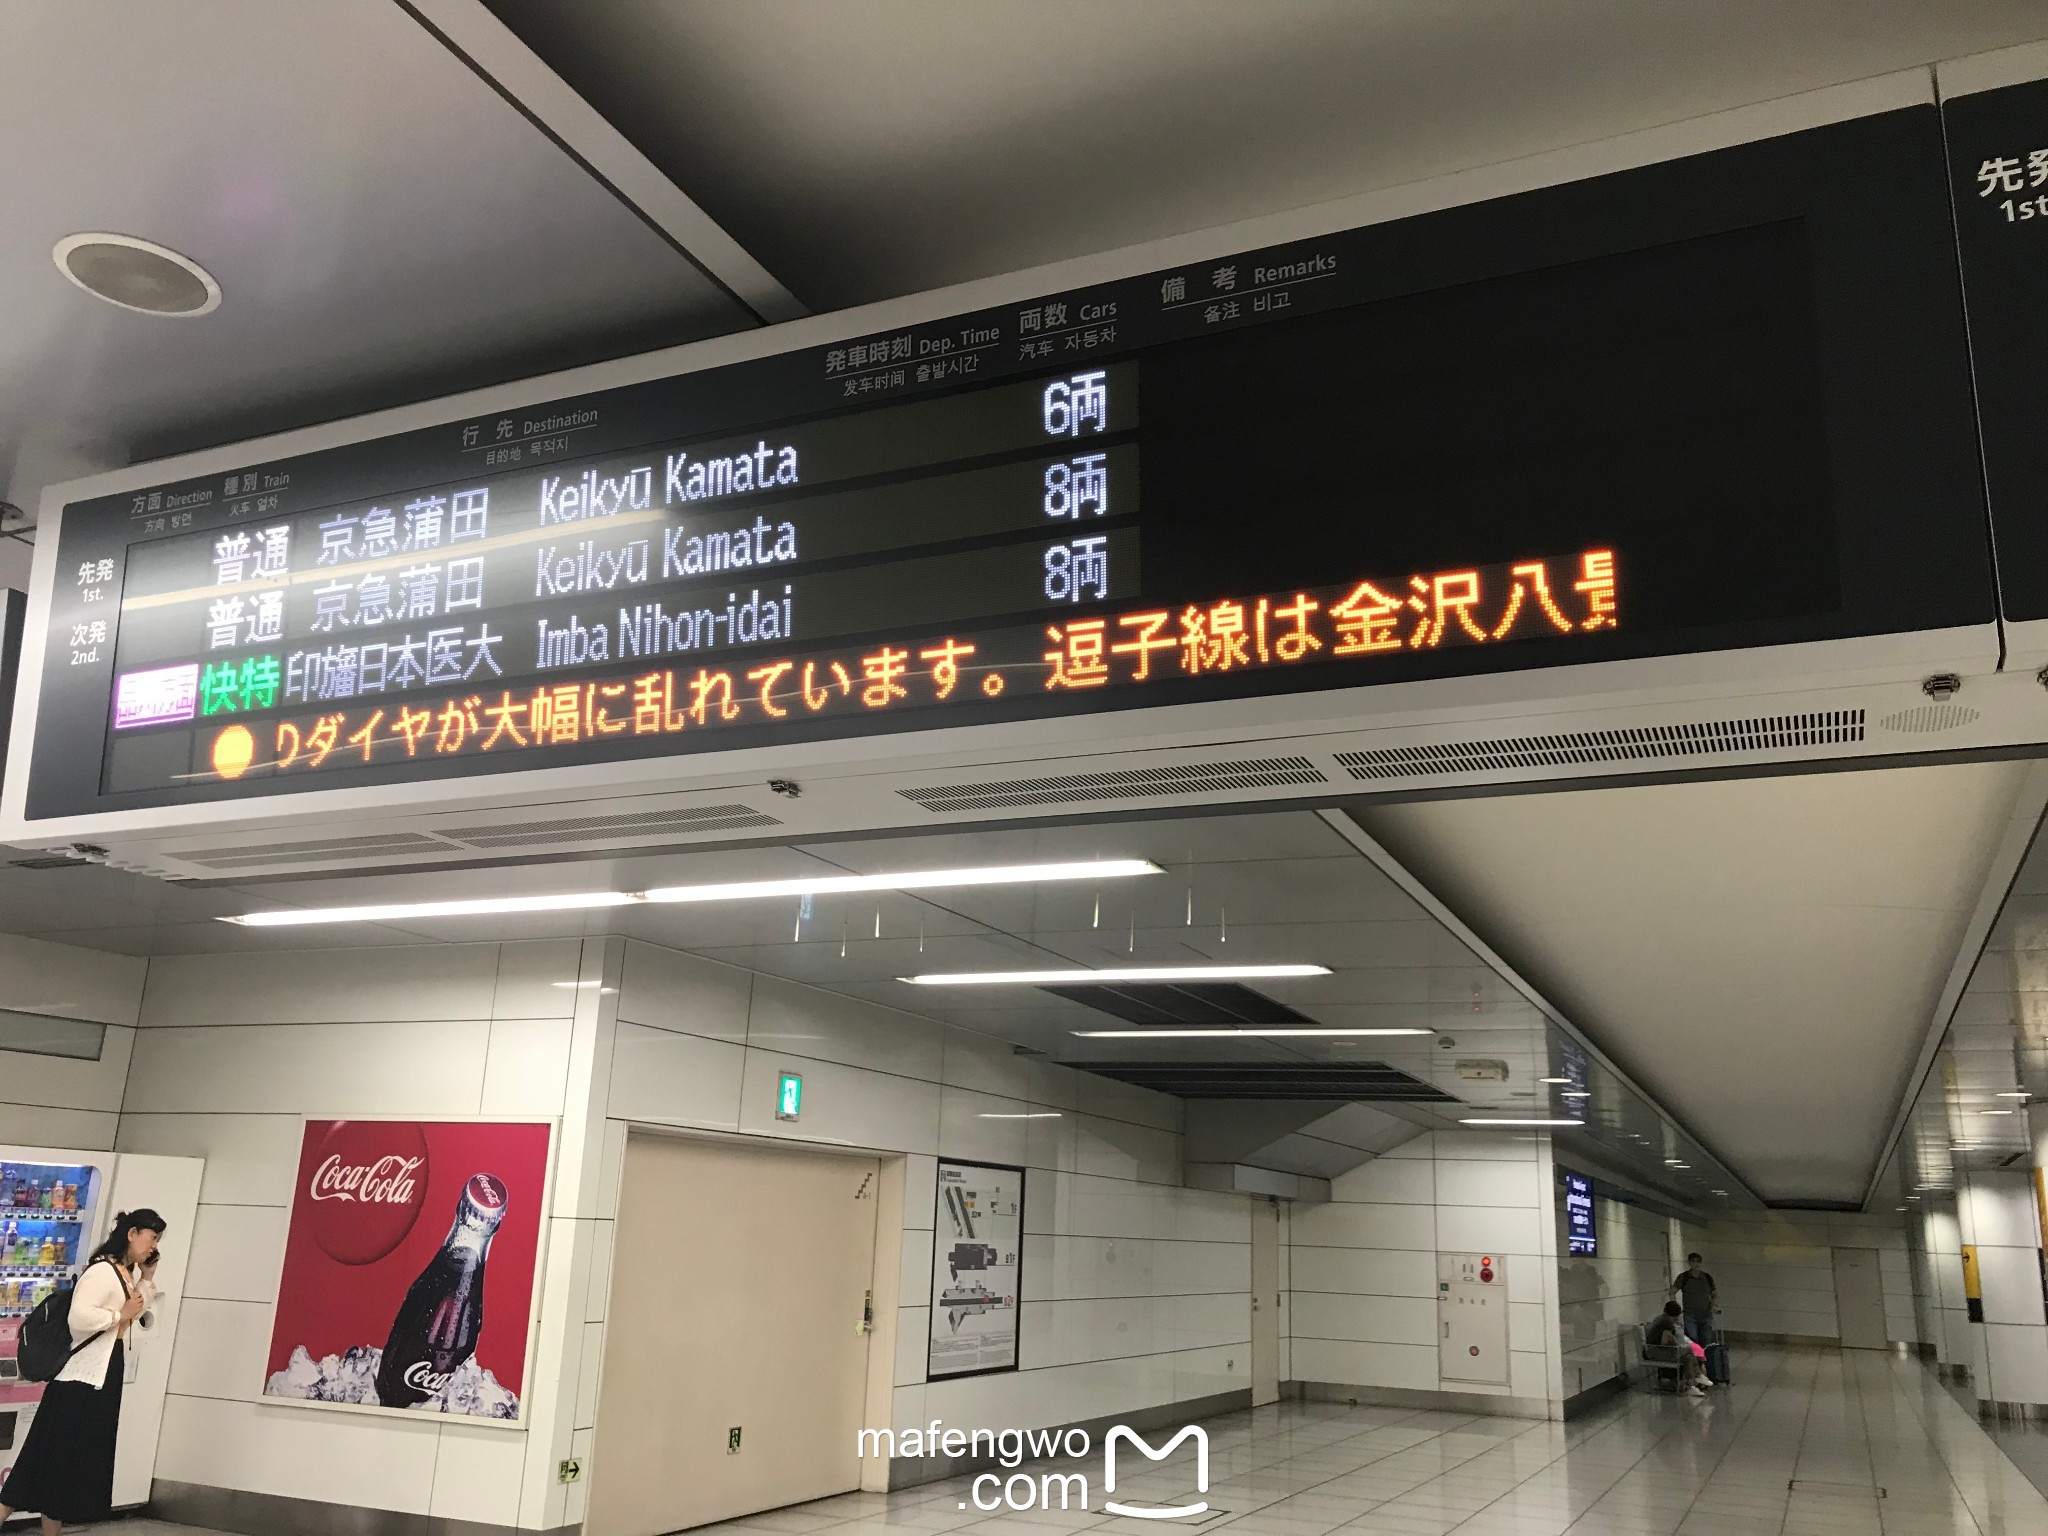 先発
1st
方面 Direction 種別 Train 行先 Destination 発車時刻 Dep. Time 両数 Cars 備考 Remarks
方向 방면 火车 열차 目的地 목적지 发车时间 출발시간 汽车 자동차 备注 비고
先発 普通 京急蒲田 Keikyū Kamata 6両
1st.
次発 普通 京急蒲田 Keikyū Kamata 8両
2nd.
快特 印旛日本医大 Imba Nihon-idai 8両
りダイヤが大幅に乱れています。逗子線は金沢八景
Coca-Cola
Coca-Cola
Coca
1F
B1F
mafengwo
.com